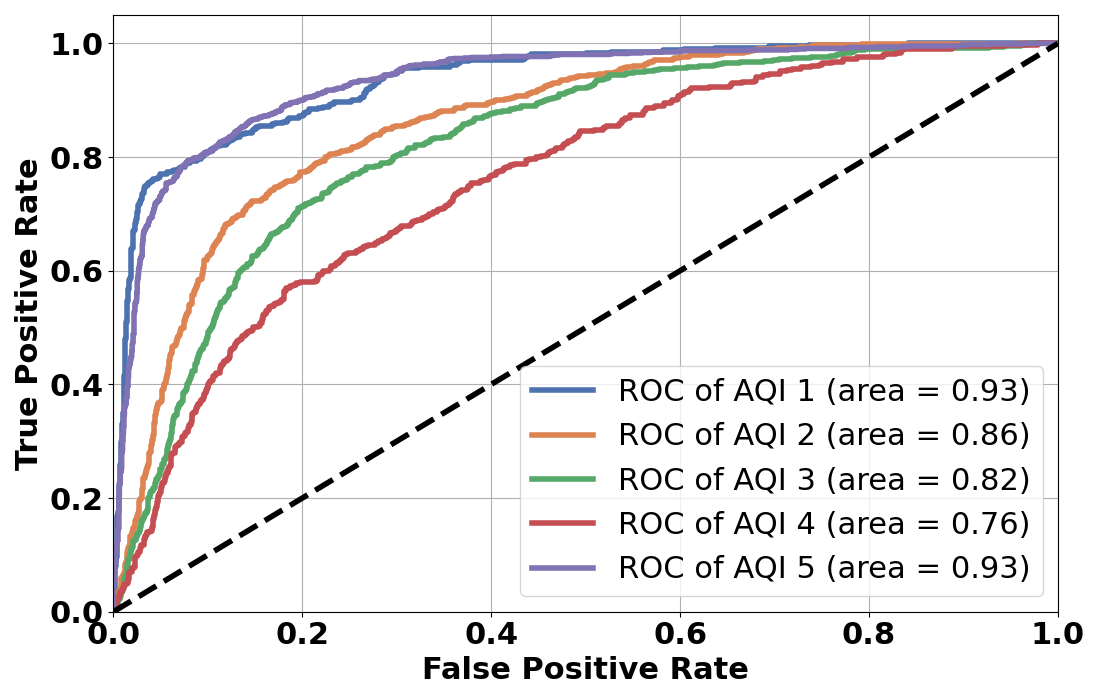 1.0
0.8
0.6
0.4
0.2
0.0
True Positive Rate
ROC of AQI 1 (area = 0.93)
ROC of AQI 2 (area = 0.86)
ROC of AQI 3 (area = 0.82)
ROC of AQI 4 (area = 0.76)
ROC of AQI 5 (area = 0.93)
0.0 0.2 0.4 0.6 0.8 1.0
False Positive Rate